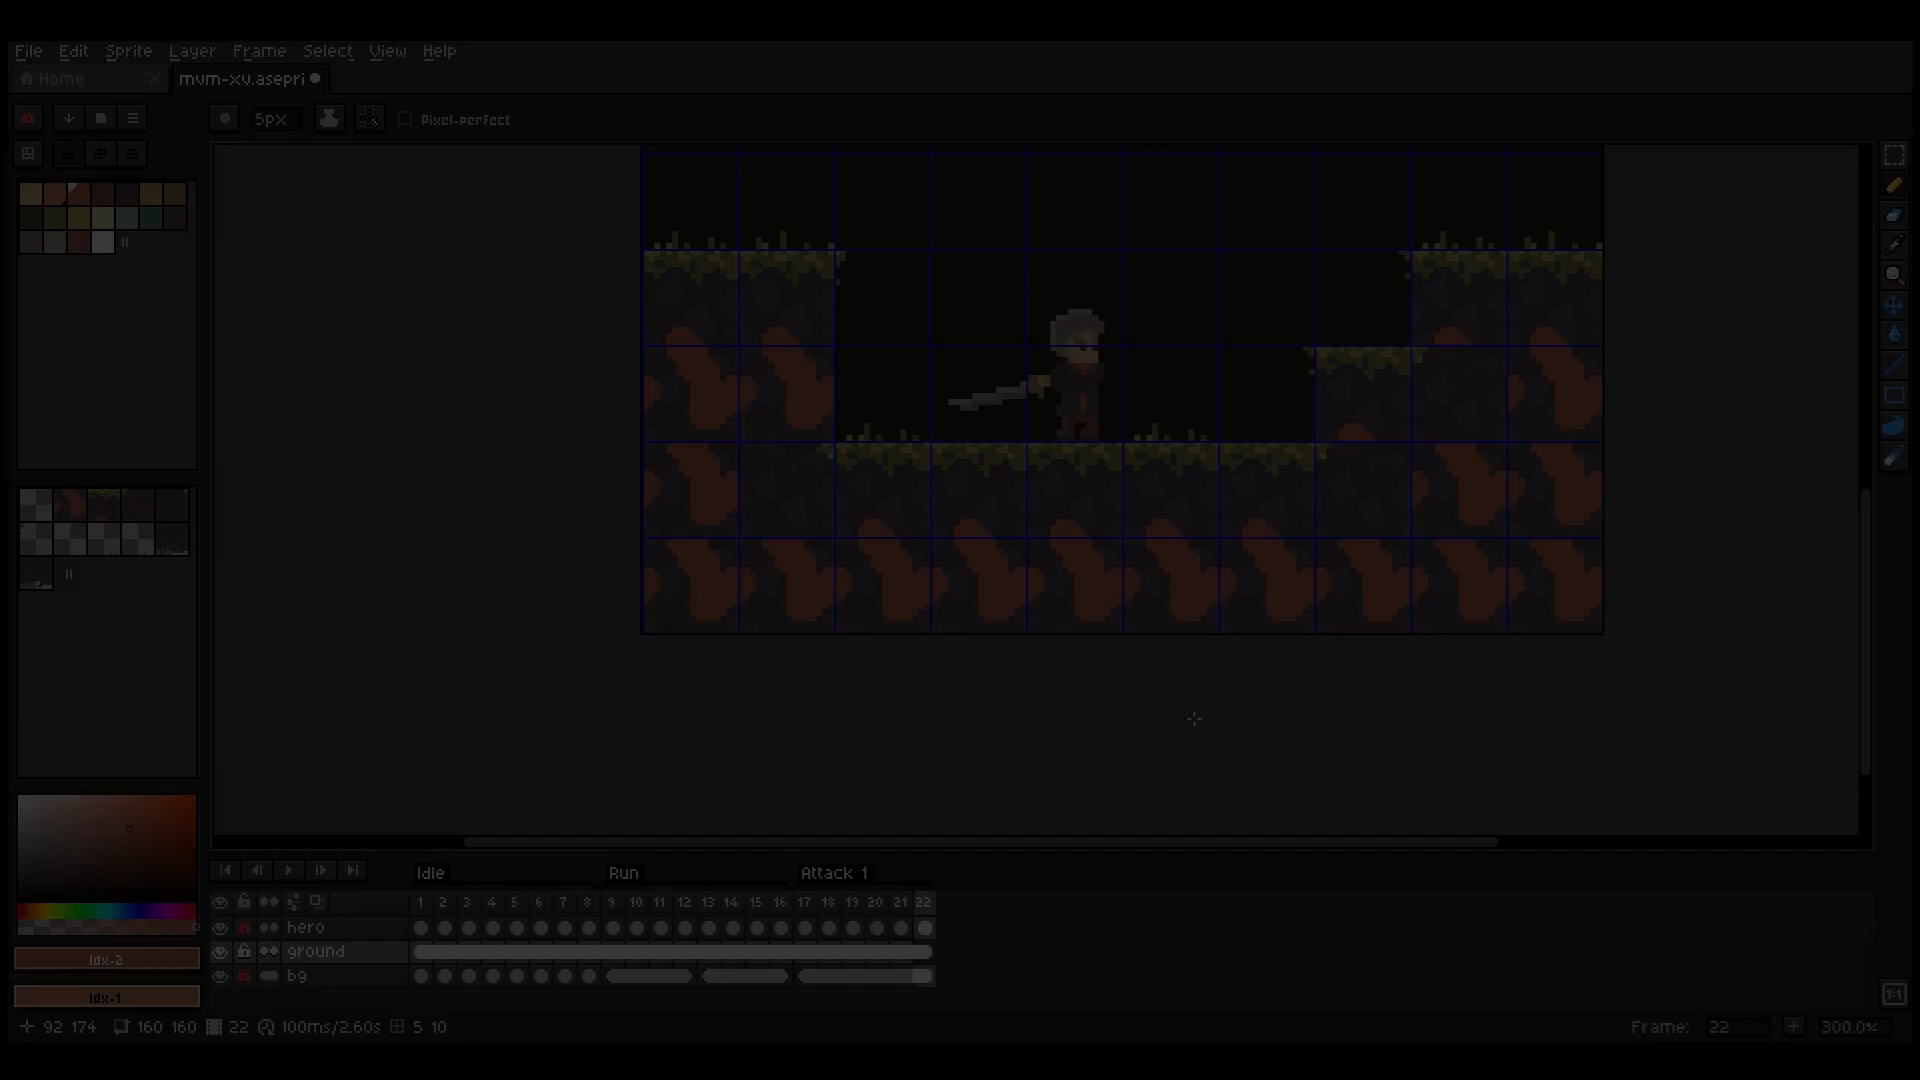 File Edit Sprite Layer Frame Select View Help
Home mvm-xv.asepri
5px Pixel-perfect
Idle Run Attack 1
1 2 3 4 5 6 7 8 9 10 11 12 13 14 15 16 17 18 19 20 21 22
hero
ground
bg
Idx-2
Idx-1
1:1
92 174 160 160 22 100ms/2.60s 5 10 Frame: 22 + 300.0%